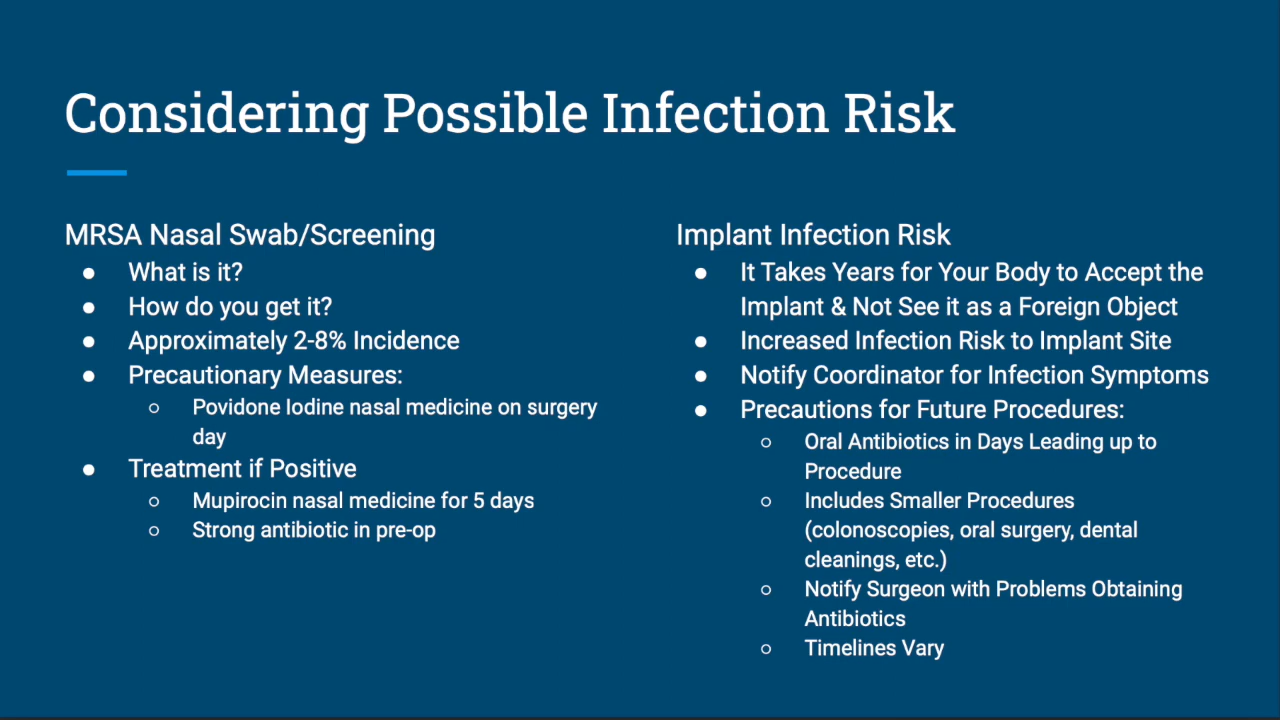 Considering Possible Infection Risk
MRSA Nasal Swab/Screening
● What is it?
● How do you get it?
● Approximately 2-8% Incidence
● Precautionary Measures:
○ Povidone Iodine nasal medicine on surgery
day
● Treatment if Positive
○ Mupirocin nasal medicine for 5 days
○ Strong antibiotic in pre-op
Implant Infection Risk
● It Takes Years for Your Body to Accept the
Implant & Not See it as a Foreign Object
● Increased Infection Risk to Implant Site
● Notify Coordinator for Infection Symptoms
● Precautions for Future Procedures:
○ Oral Antibiotics in Days Leading up to
Procedure
○ Includes Smaller Procedures
(colonoscopies, oral surgery, dental
cleanings, etc.)
○ Notify Surgeon with Problems Obtaining
Antibiotics
○ Timelines Vary